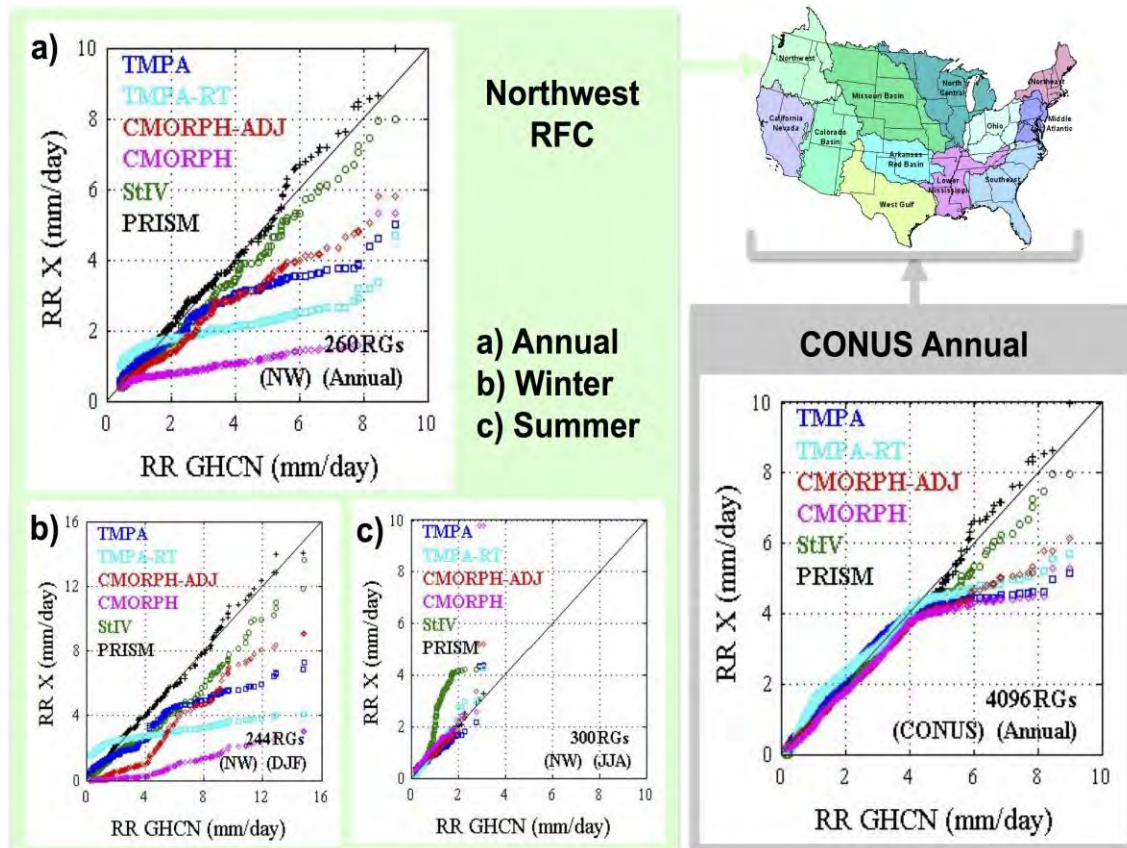 a)
10
8
6
4
2
0
RR X (mm/day)
TMPA
TMPA-RT
CMORPH-ADJ
CMORPH
StIV
PRISM
260RGs
(NW) (Annual)
0 2 4 6 8 10
RR GHCN (mm/day)
Northwest
RFC
a) Annual
b) Winter
c) Summer
b)
16
12
8
4
0
RR X (mm/day)
TMPA
TMPA-RT
CMORPH-ADJ
CMORPH
StIV
PRISM
244RGs
(NW) (DJF)
0 4 8 12 16
RR GHCN (mm/day)
c)
10
8
6
4
2
0
RR X (mm/day)
TMPA
TMPA-RT
CMORPH-ADJ
CMORPH
StIV
PRISM
300RGs
(NW) (JJA)
0 2 4 6 8 10
RR GHCN (mm/day)
Northwest
Missouri Basin
North
Central
Northeast
California
Nevada
Colorado
Basin
Ohio
Middle
Atlantic
Arkansas
Red Basin
Lower
Mississippi
Southeast
West Gulf
CONUS Annual
10
8
6
4
2
0
RR X (mm/day)
TMPA
TMPA-RT
CMORPH-ADJ
CMORPH
StIV
PRISM
4096RGs
(CONUS) (Annual)
0 2 4 6 8 10
RR GHCN (mm/day)